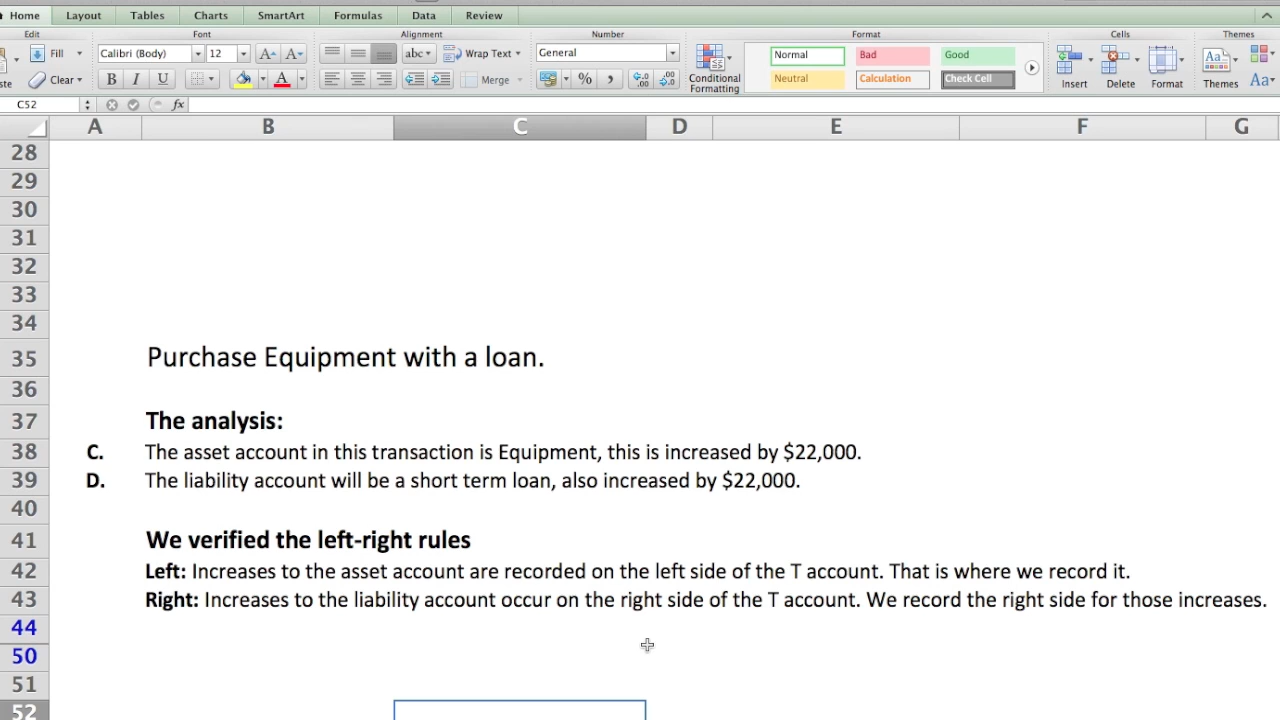 Home Layout Tables Charts SmartArt Formulas Data Review
Edit Font Alignment Number Format Cells Themes
Fill Calibri (Body) 12 A A abc Wrap Text General Conditional Formatting Normal Bad Good Insert Delete Format Themes Aa
Clear B I U A Merge % , .0 .00 .00 .0 Neutral Calculation Check Cell Aa
C52 fx
A B C D E F G
28
29
30
31
32
33
34
35 Purchase Equipment with a loan.
36
37 The analysis:
38 C. The asset account in this transaction is Equipment, this is increased by $22,000.
39 D. The liability account will be a short term loan, also increased by $22,000.
40
41 We verified the left-right rules
42 Left: Increases to the asset account are recorded on the left side of the T account. That is where we record it.
43 Right: Increases to the liability account occur on the right side of the T account. We record the right side for those increases.
44
50
51
52